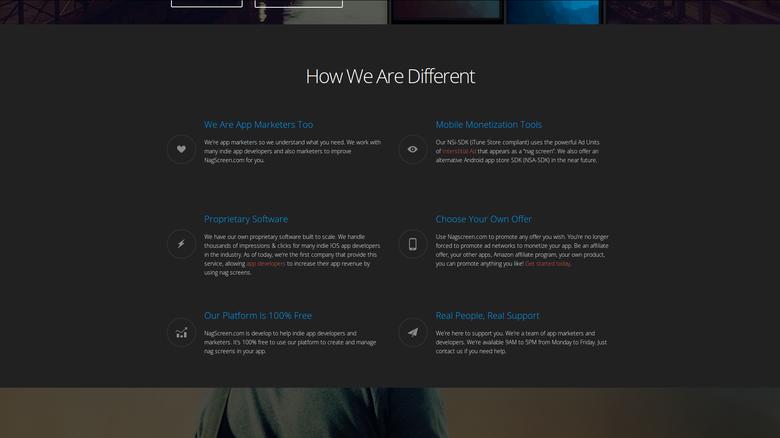 How We Are Different
We Are App Marketers Too
We're app marketers so we understand what you need. We work with
many indie app developers and also marketers to improve
NagScreen.com for you.
Mobile Monetization Tools
Our NSi-SDK (iTune Store compliant) uses the powerful Ad Units
of Interstitial Ad that appears as a "nag screen". We also offer an
alternative Android app store SDK (NSA-SDK) in the near future.
Proprietary Software
We have our own proprietary software built to scale. We handle
thousands of impressions & clicks for many indie IOS app developers
in the industry. As of today, we're the first company that provide this
service, allowing app developers to increase their app revenue by
using nag screens.
Choose Your Own Offer
Use Nagscreen.com to promote any offer you wish. You're no longer
forced to promote ad networks to monetize your app. Be an affiliate
offer, your other apps, Amazon affiliate program, your own product,
you can promote anything you like! Get started today.
Our Platform Is 100% Free
NagScreen.com is develop to help indie app developers and
marketers. It's 100% free to use our platform to create and manage
nag screens in your app.
Real People, Real Support
We're here to support you. We're a team of app marketers and
developers. We're available 9AM to 5PM from Monday to Friday. Just
contact us if you need help.